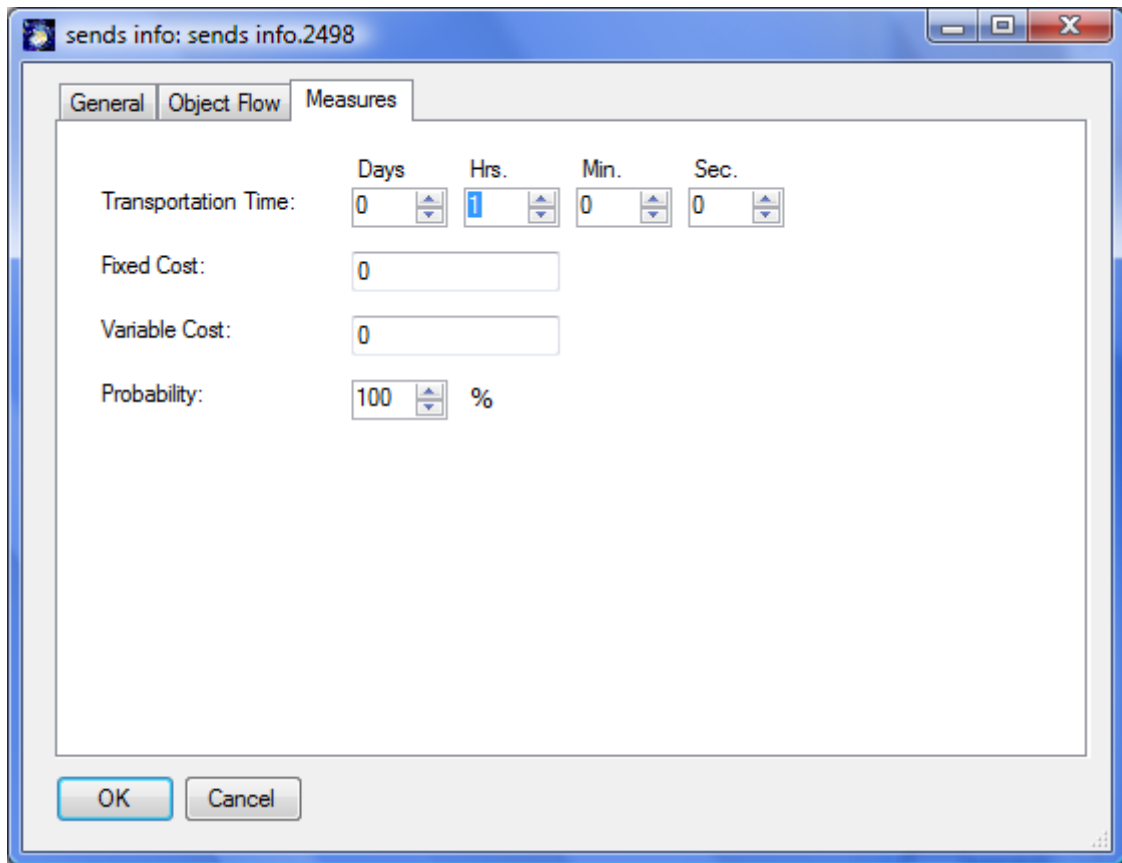 sends info: sends info.2498
General Object Flow Measures
Days Hrs. Min. Sec.
Transportation Time: 0 1 0 0
Fixed Cost: 0
Variable Cost: 0
Probability: 100 %
OK Cancel